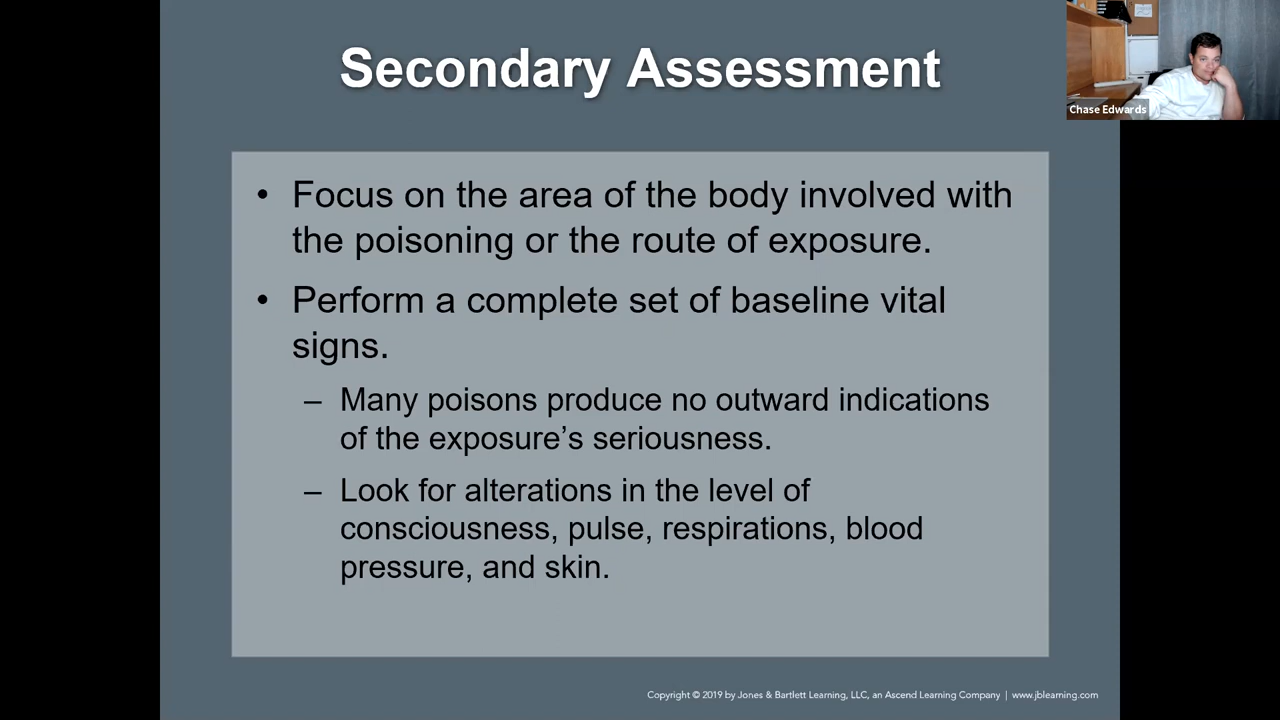 Secondary Assessment
Chase Edwards
• Focus on the area of the body involved with
the poisoning or the route of exposure.
• Perform a complete set of baseline vital
signs.
– Many poisons produce no outward indications
of the exposure’s seriousness.
– Look for alterations in the level of
consciousness, pulse, respirations, blood
pressure, and skin.
Copyright © 2019 by Jones & Bartlett Learning, LLC, an Ascend Learning Company | www.jblearning.com